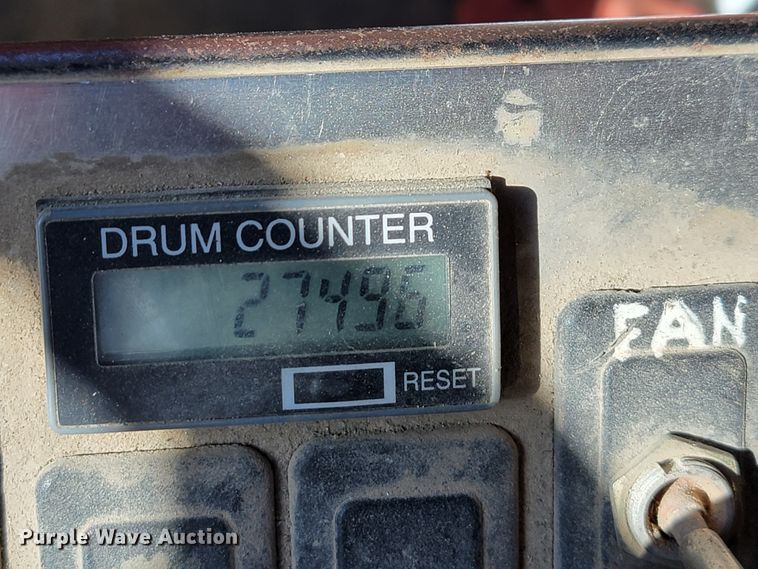 DRUM COUNTER
27496
RESET
FAN
Purple Wave Auction